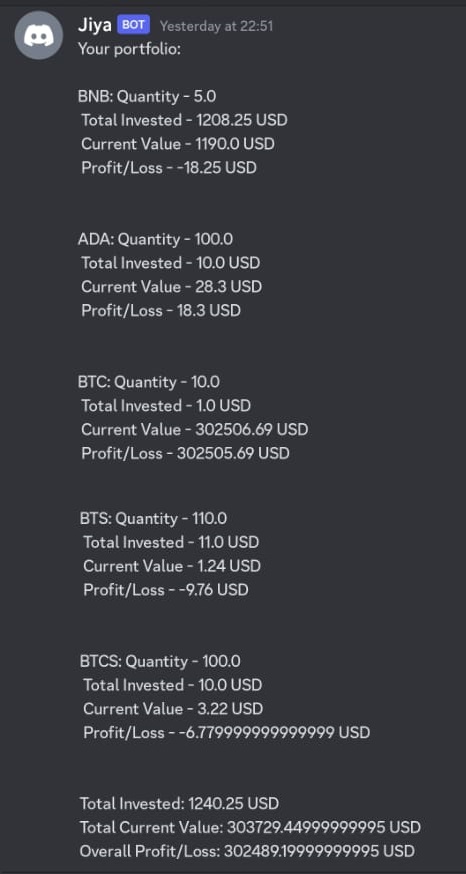 Jiya BOT Yesterday at 22:51
Your portfolio:
BNB: Quantity - 5.0
Total Invested - 1208.25 USD
Current Value - 1190.0 USD
Profit/Loss - -18.25 USD
ADA: Quantity - 100.0
Total Invested - 10.0 USD
Current Value - 28.3 USD
Profit/Loss - 18.3 USD
BTC: Quantity - 10.0
Total Invested - 1.0 USD
Current Value - 302506.69 USD
Profit/Loss - 302505.69 USD
BTS: Quantity - 110.0
Total Invested - 11.0 USD
Current Value - 1.24 USD
Profit/Loss - -9.76 USD
BTCS: Quantity - 100.0
Total Invested - 10.0 USD
Current Value - 3.22 USD
Profit/Loss - -6.779999999999999 USD
Total Invested: 1240.25 USD
Total Current Value: 303729.44999999995 USD
Overall Profit/Loss: 302489.19999999995 USD